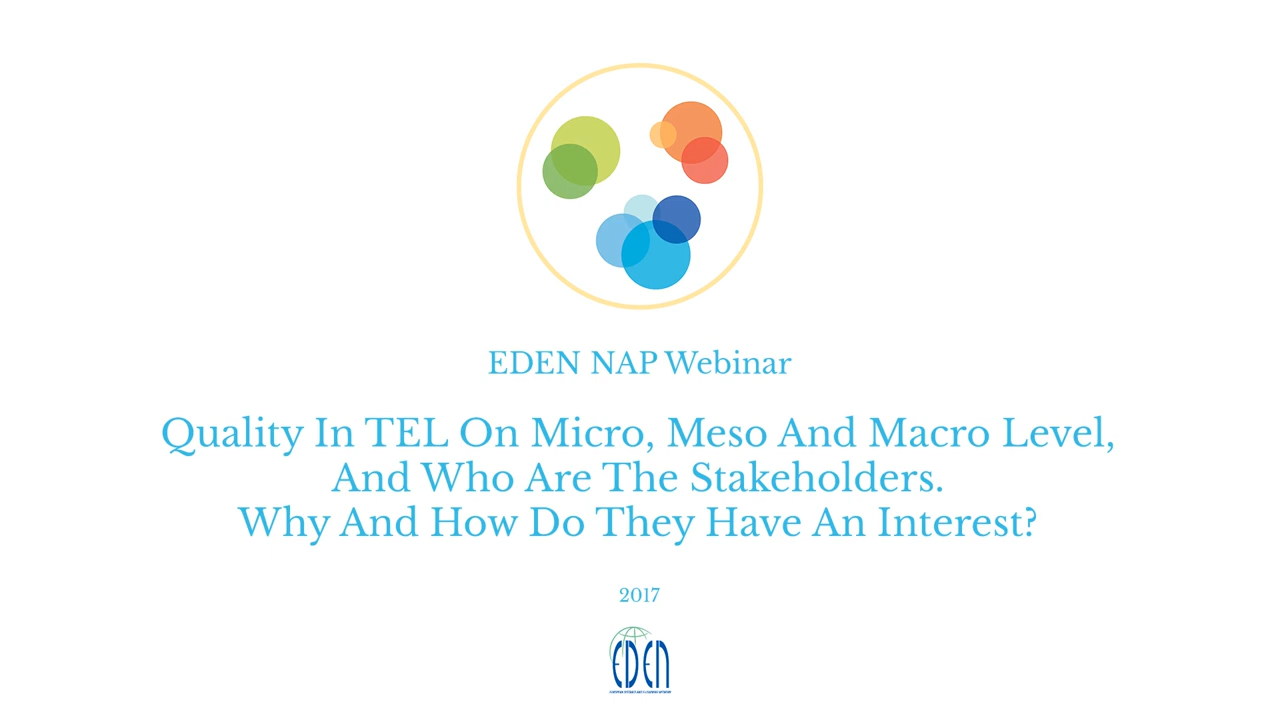 EDEN NAP Webinar
Quality In TEL On Micro, Meso And Macro Level,
And Who Are The Stakeholders.
Why And How Do They Have An Interest?
2017
EDEN